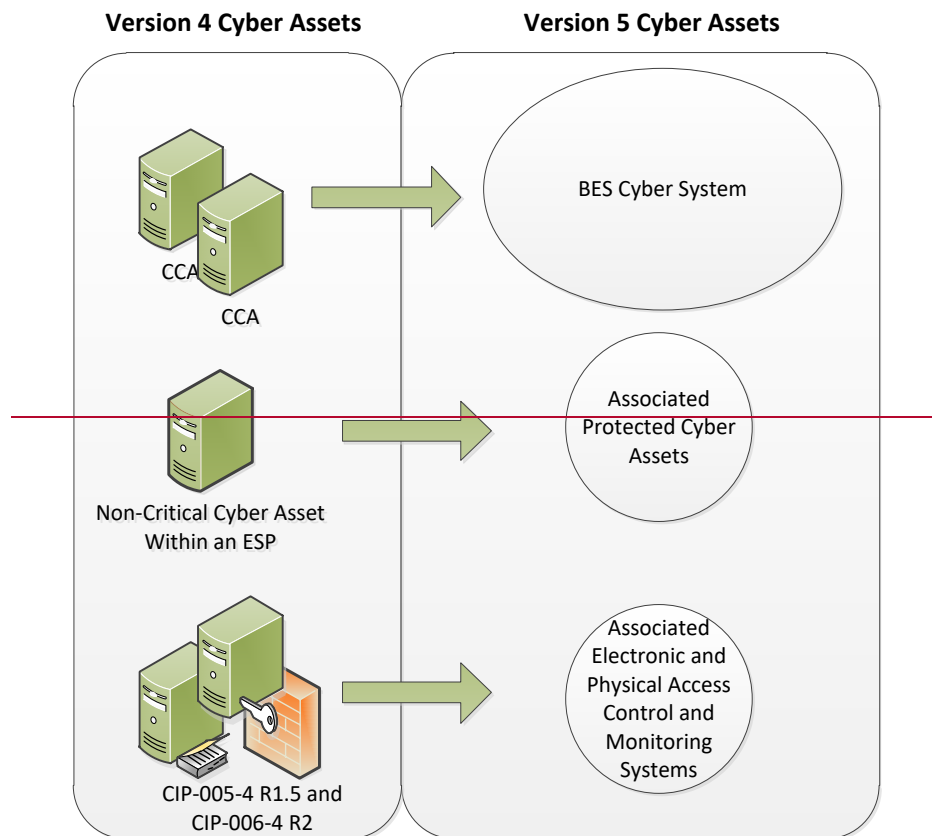 Version 4 Cyber Assets
Version 5 Cyber Assets
CCA
CCA
BES Cyber System
Non-Critical Cyber Asset
Within an ESP
Associated
Protected Cyber
Assets
CIP-005-4 R1.5 and
CIP-006-4 R2
Associated
Electronic and
Physical Access
Control and
Monitoring
Systems